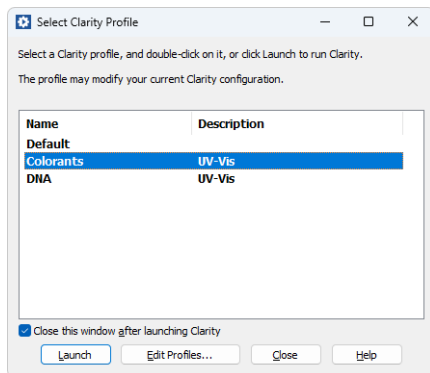 Select Clarity Profile
Select a Clarity profile, and double-click on it, or click Launch to run Clarity.
The profile may modify your current Clarity configuration.
Name Description
Default
Colorants UV-Vis
DNA UV-Vis
Close this window after launching Clarity
Launch Edit Profiles... Close Help